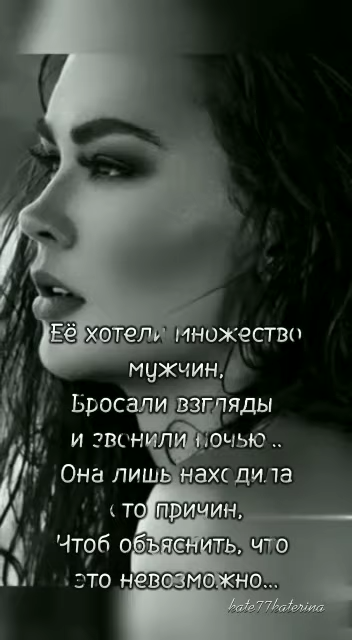 Её хотели множество
мужчин,
Бросали взгляды
и звонили ночью ..
Она лишь находила
сто причин,
Чтоб объяснить, что
это невозможно...
kate77katerina